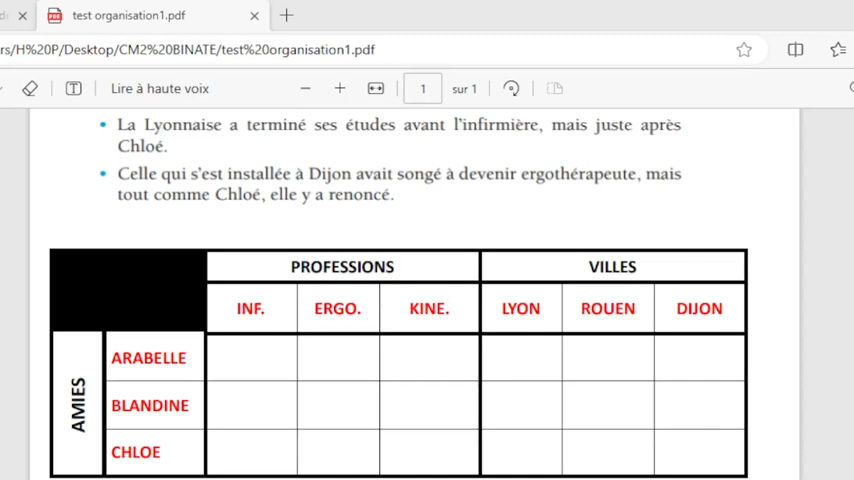 test organisation1.pdf
rs/H%20P/Desktop/CM2%20BINATE/test%20organisation1.pdf
Lire à haute voix 1 sur 1
• La Lyonnaise a terminé ses études avant l'infirmière, mais juste après
Chloé.
• Celle qui s'est installée à Dijon avait songé à devenir ergothérapeute, mais
tout comme Chloé, elle y a renoncé.
PROFESSIONS VILLES
INF. ERGO. KINE. LYON ROUEN DIJON
AMIES
ARABELLE
BLANDINE
CHLOE